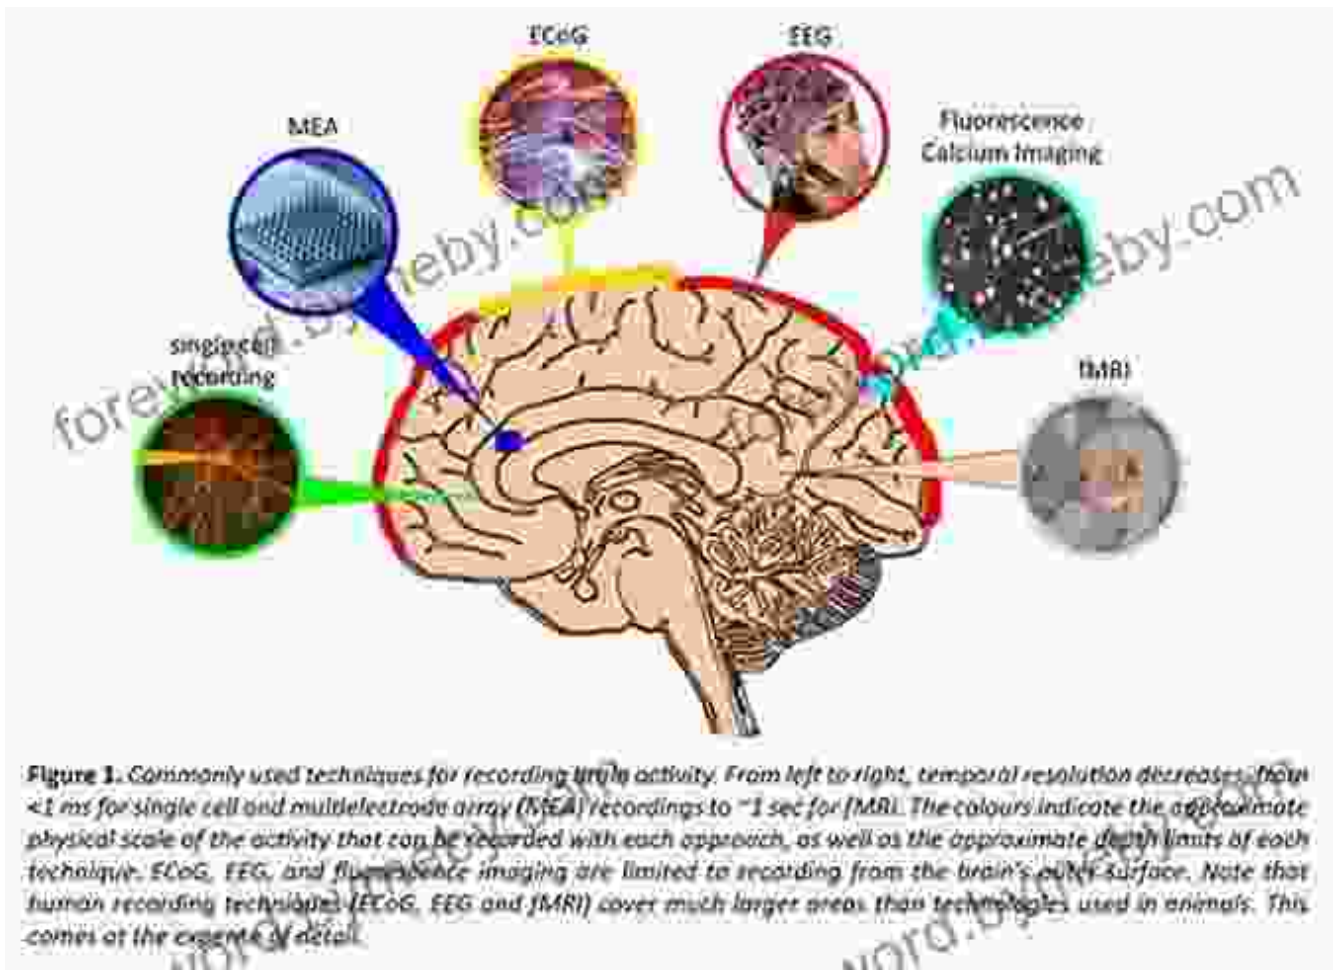 ECoG
EEG
MEA
Fluorescence
Calcium Imaging
single cell
recording
fMRI
foreword.bymeby.com
Figure 1. Commonly used techniques for recording brain activity. From left to right, temporal resolution decreases, from
<1 ms for single cell and multielectrode array (MEA) recordings to ~1 sec for fMRI. The colours indicate the approximate
physical scale of the activity that can be recorded with each approach, as well as the approximate depth limits of each
technique. ECoG, EEG, and fluorescence imaging are limited to recording from the brain's outer surface. Note that
human recording techniques (ECoG, EEG and fMRI) cover much larger areas than technologies used in animals. This
comes at the expense of detail.